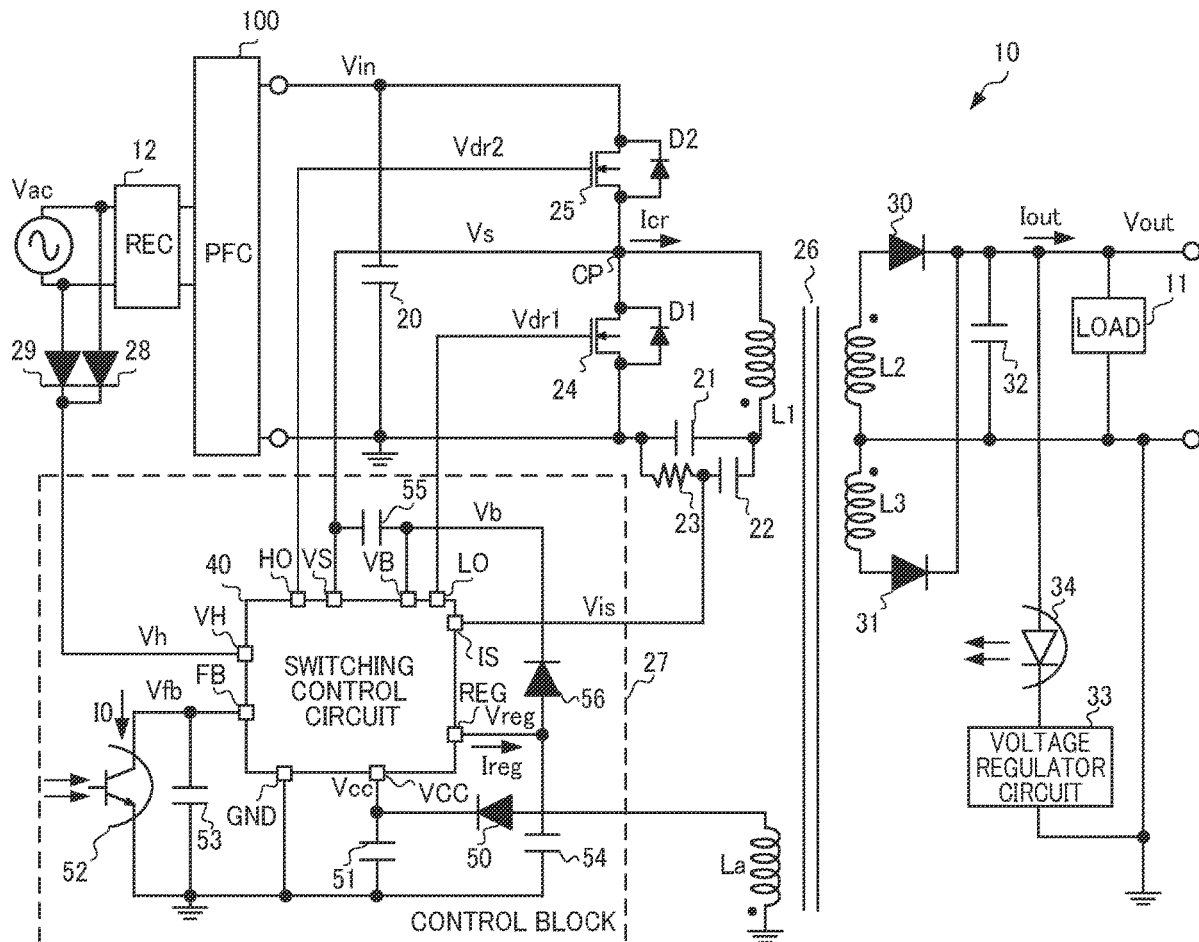 100
Vin
10
12
Vdr2
D2
Vac
25
30
Iout
Vout
REC
PFC
Vs
Icr
26
CP
20
Vdr1
D1
11
LOAD
29
28
L2
32
24
21
L1
23
22
L3
55
Vb
40
HO
VS
VB
LO
31
34
VH
Vis
Vh
IS
SWITCHING
CONTROL
CIRCUIT
27
FB
REG
56
Vfb
Vreg
33
IO
Ireg
VOLTAGE
REGULATOR
CIRCUIT
Vcc
VCC
GND
53
50
52
51
54
La
CONTROL BLOCK